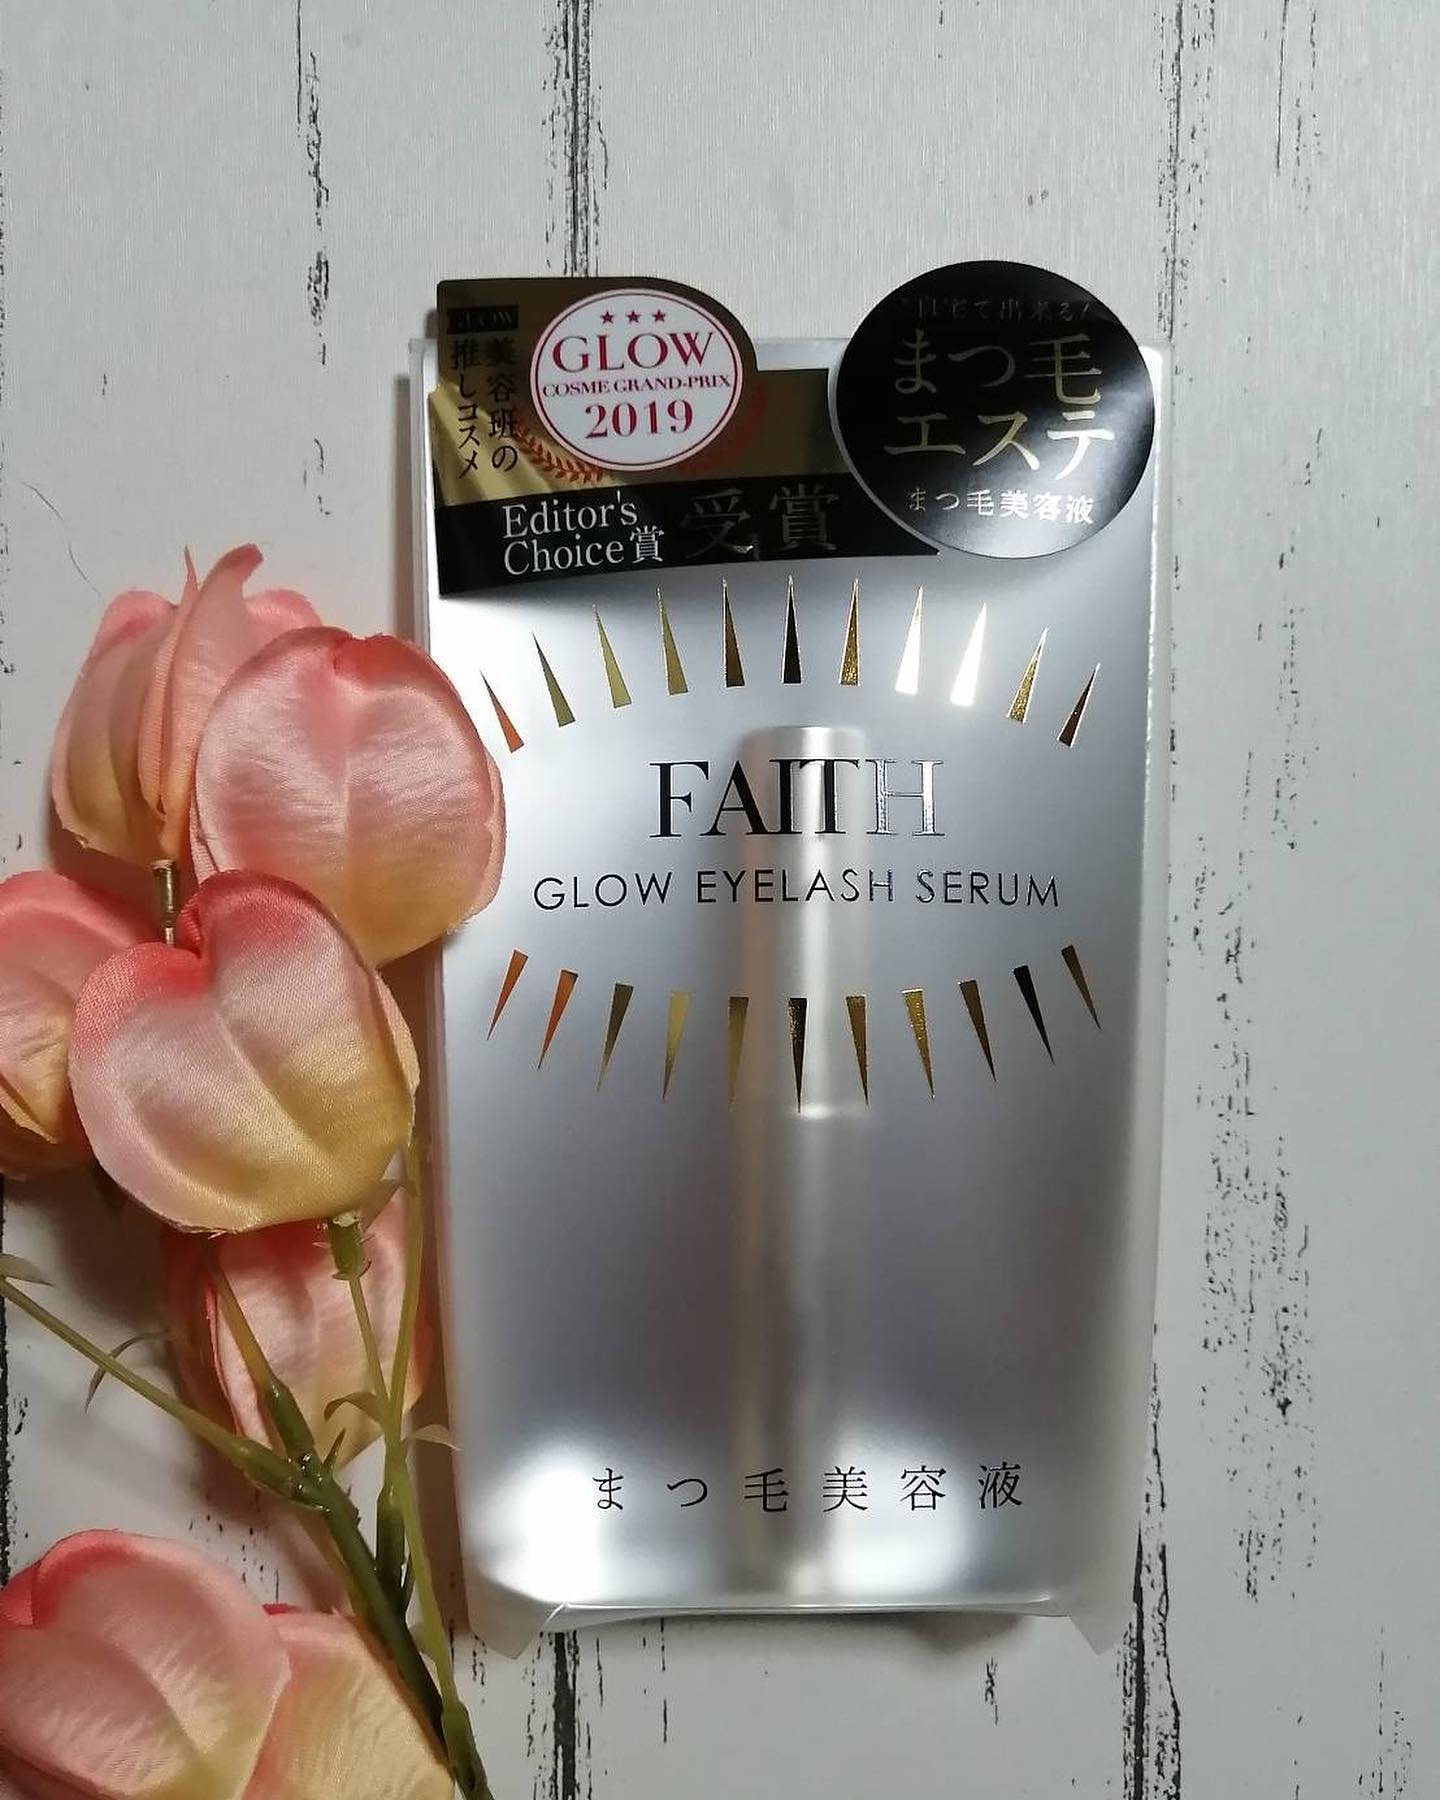 GLOW
美容班の
推しコスメ
GLOW
COSME GRAND-PRIX
2019
Editor's
Choice賞
受賞
自宅で出来る!
まつ毛
エステ
まつ毛美容液
FAITH
GLOW EYELASH SERUM
まつ毛美容液